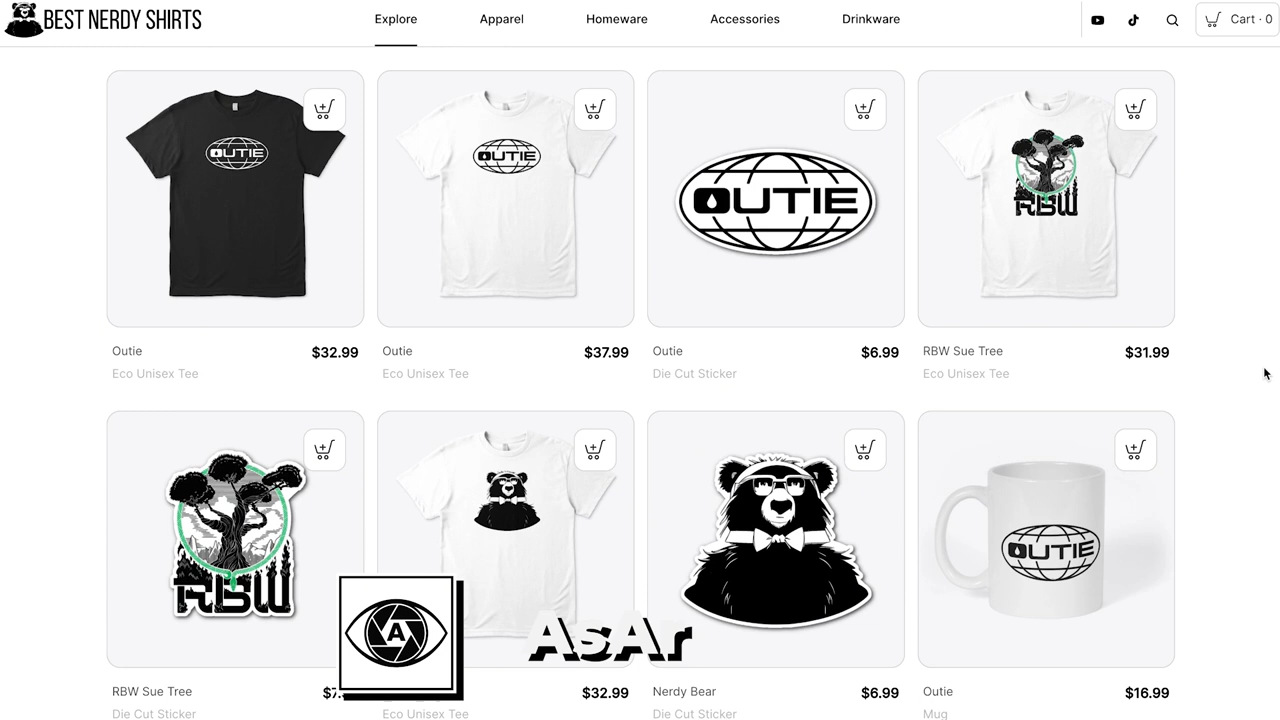 BEST NERDY SHIRTS
Explore
Apparel
Homeware
Accessories
Drinkware
Cart · 0
OUTIE
OUTIE
OUTIE
RBW
Outie
$32.99
Eco Unisex Tee
Outie
$37.99
Eco Unisex Tee
Outie
$6.99
Die Cut Sticker
RBW Sue Tree
$31.99
Eco Unisex Tee
RBW
OUTIE
A
AsAr
RBW Sue Tree
Die Cut Sticker
$32.99
Eco Unisex Tee
Nerdy Bear
$6.99
Die Cut Sticker
Outie
$16.99
Mug